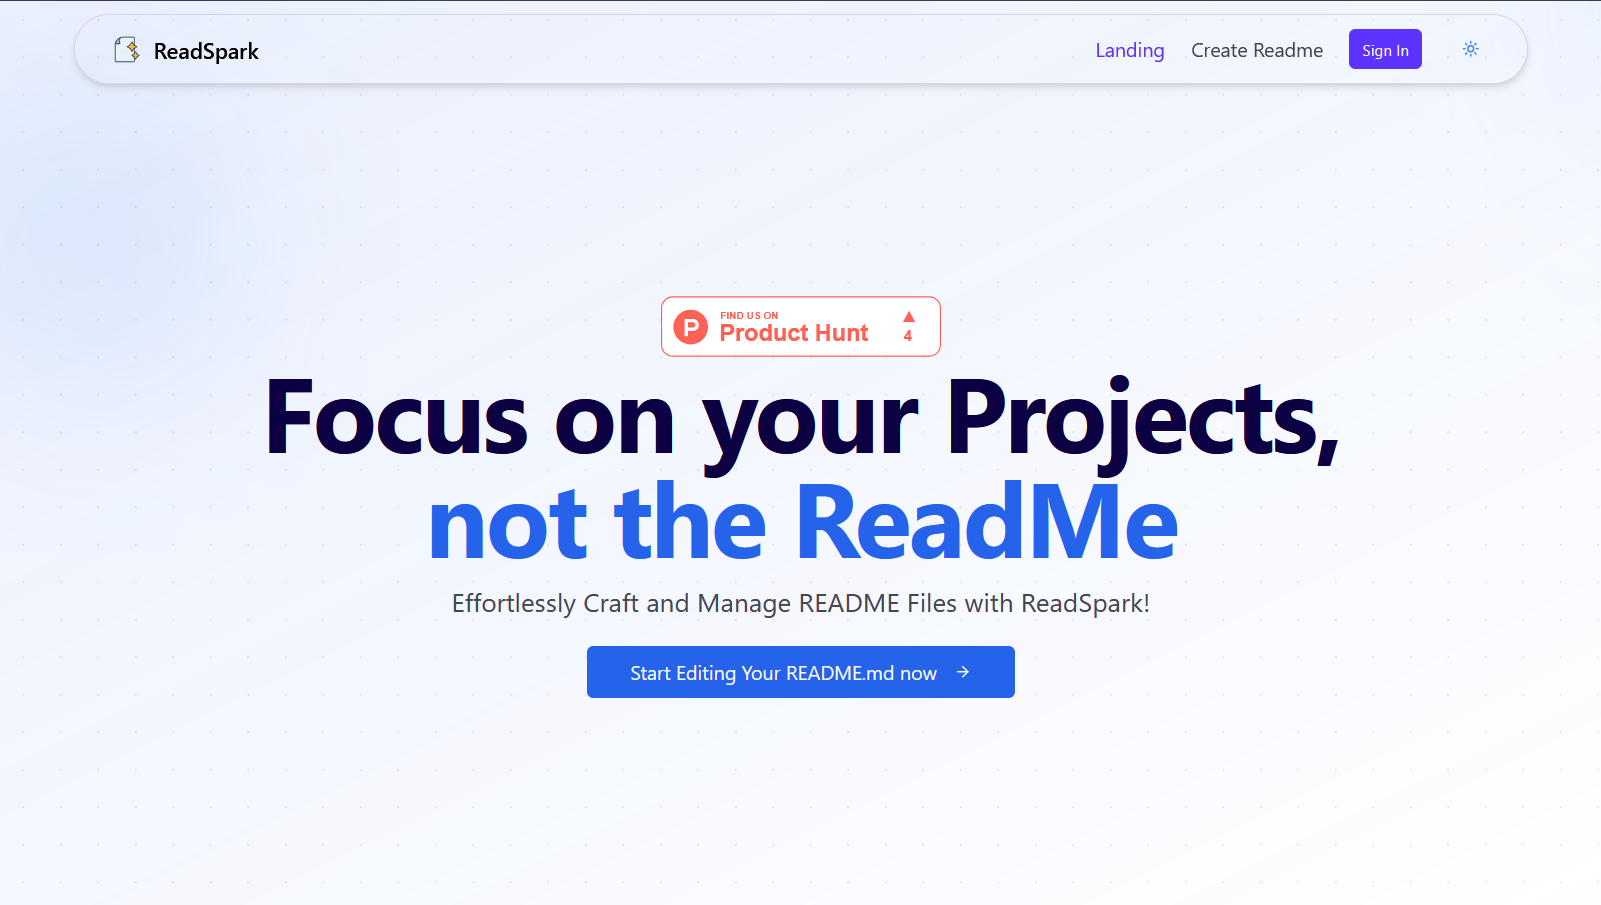 ReadSpark
Landing
Create Readme
Sign In
FIND US ON
Product Hunt
4
Focus on your Projects,
not the ReadMe
Effortlessly Craft and Manage README Files with ReadSpark!
Start Editing Your README.md now